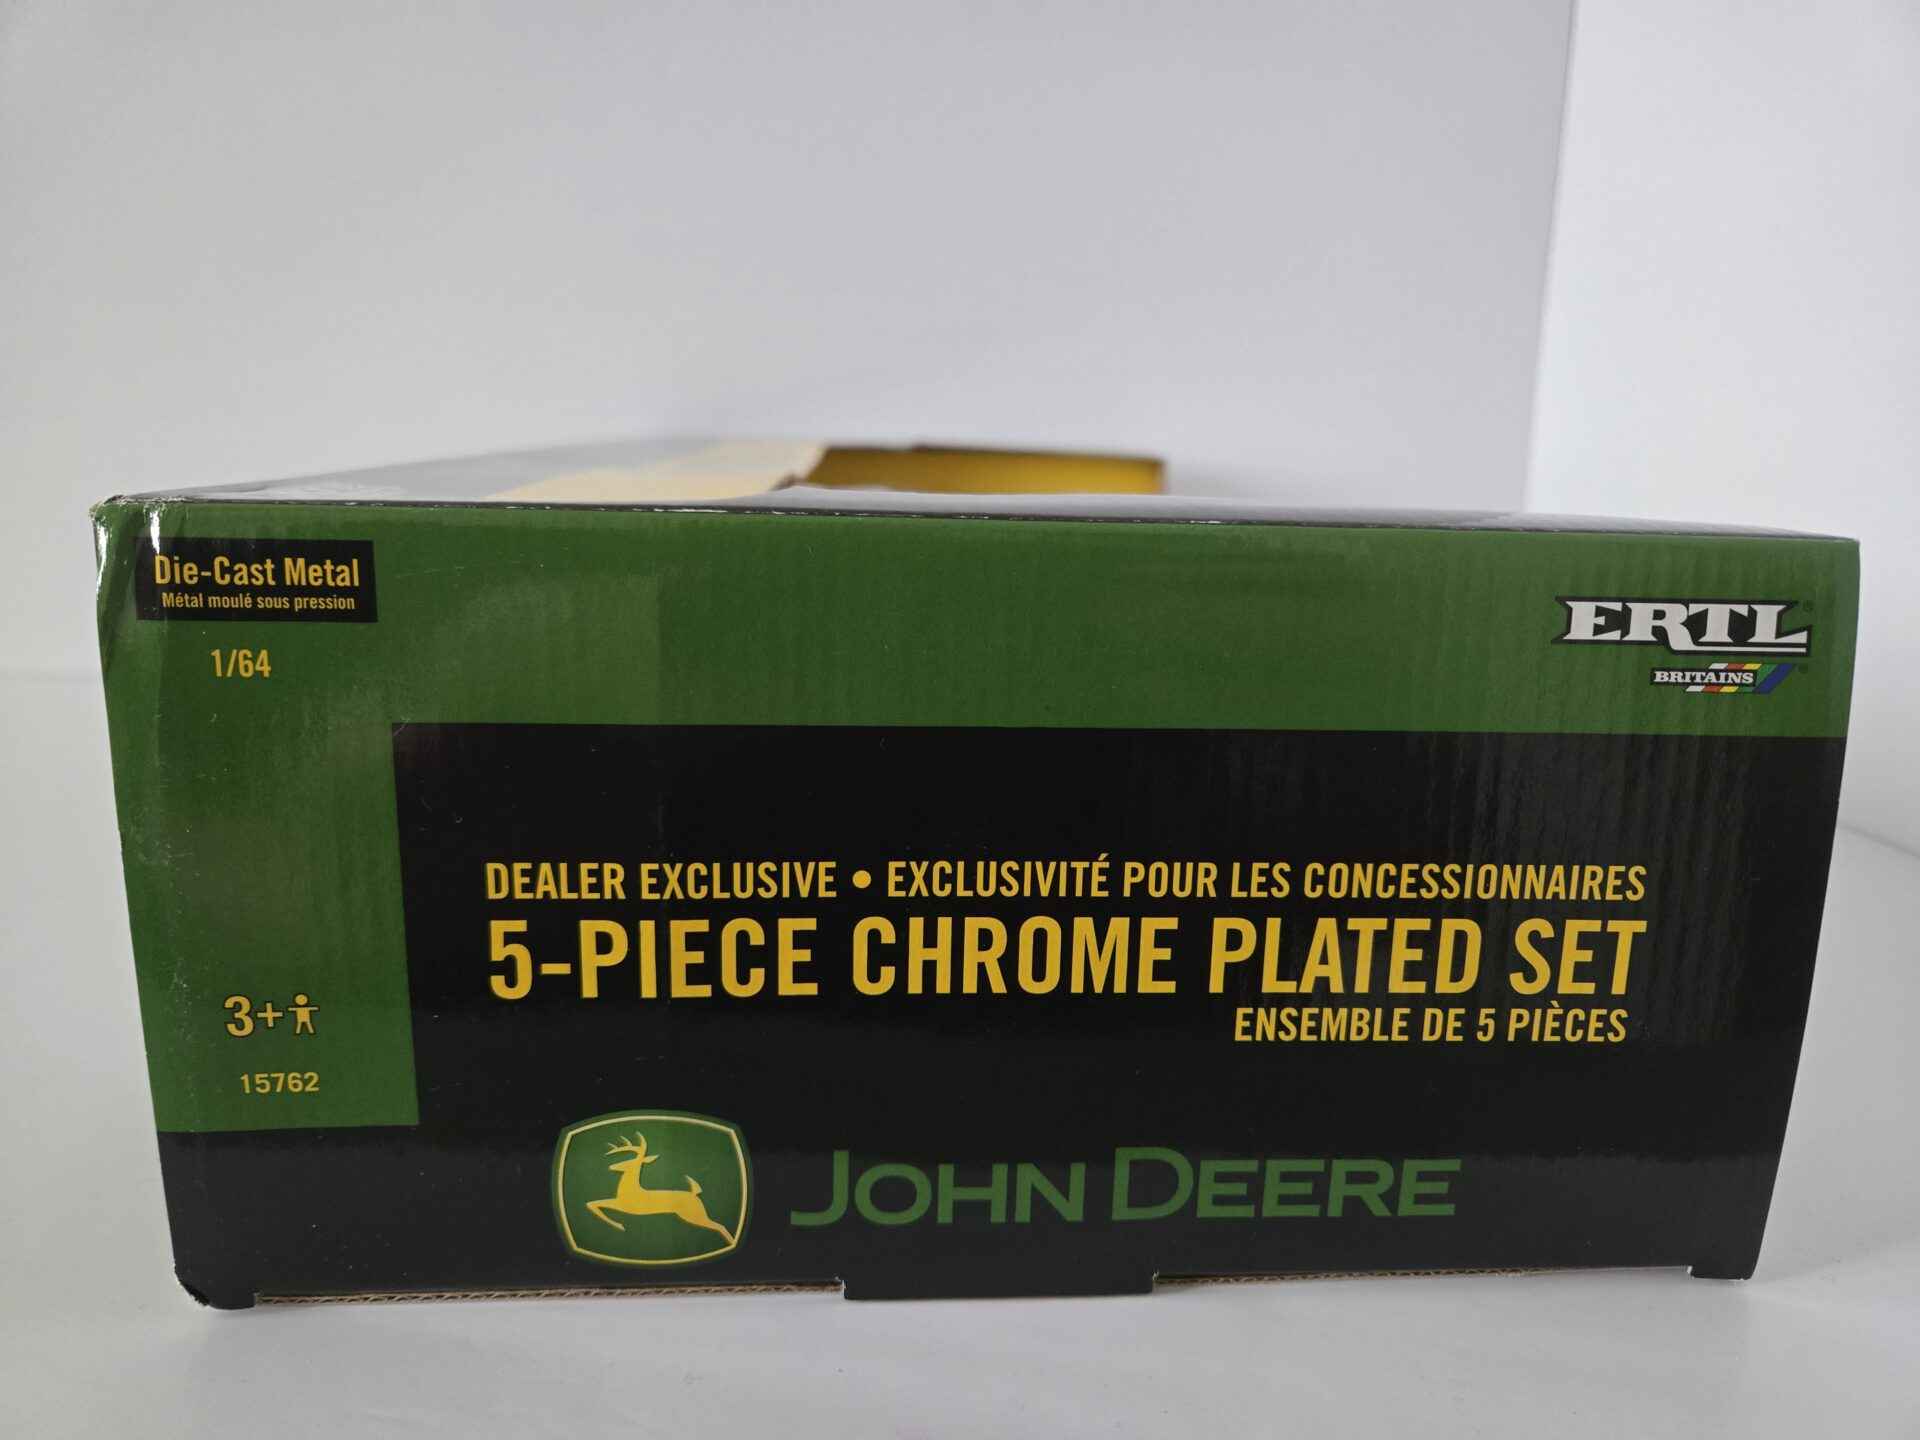 Die-Cast Metal
Métal moulé sous pression
1/64
ERTL®
BRITAINS®
DEALER EXCLUSIVE • EXCLUSIVITÉ POUR LES CONCESSIONNAIRES
5-PIECE CHROME PLATED SET
ENSEMBLE DE 5 PIÈCES
3+
15762
JOHN DEERE